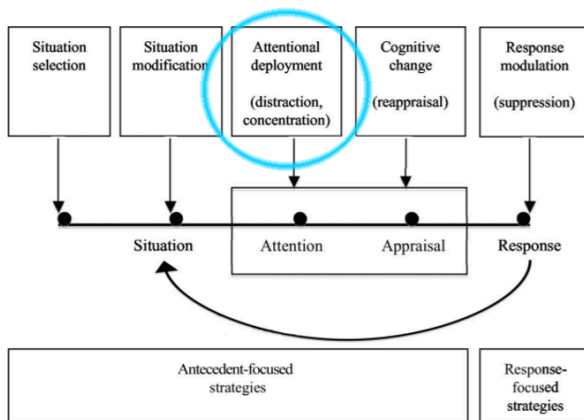 Situation
selection
Situation
modification
Attentional
deployment
(distraction,
concentration)
Cognitive
change
(reappraisal)
Response
modulation
(suppression)
Situation
Attention
Appraisal
Response
Antecedent-focused
strategies
Response-
focused
strategies